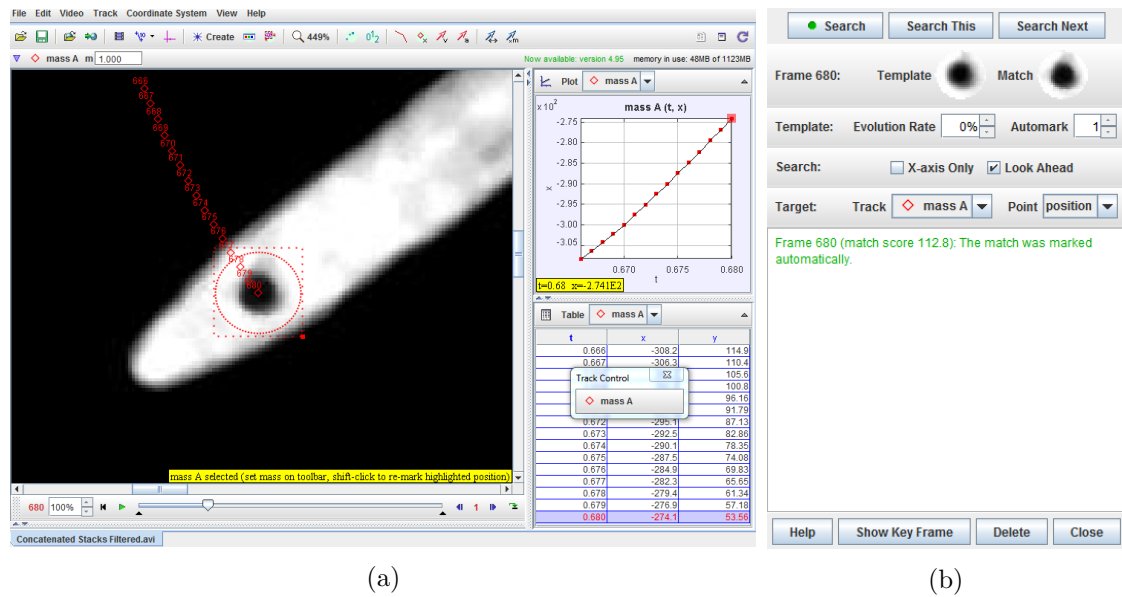 File Edit Video Track Coordinate System View Help
Create 449%
mass A m 1.000
Now available: version 4.95 memory in use: 48MB of 1123MB
666
667
668
669
670
671
672
673
674
675
676
679
680
mass A selected (set mass on toolbar, shift-click to re-mark highlighted position)
680 100% 1
Concatenated Stacks Filtered.avi
Plot mass A
x 10²
mass A (t, x)
-2.75
-2.80
-2.85
-2.90
-2.95
-3.00
-3.05
x
0.670 0.675 0.680
t
t=0.68 x=-2.741E2
Table mass A
t x y
0.666 -308.2 114.9
0.667 -306.3 110.4
105.6
100.8
96.16
91.79
0.672 -295.1 87.13
0.673 -292.5 82.86
0.674 -290.1 78.35
0.675 -287.5 74.08
0.676 -284.9 69.83
0.677 -282.3 65.65
0.678 -279.4 61.34
0.679 -276.9 57.18
0.680 -274.1 53.56
Track Control
mass A
(a)
Search Search This Search Next
Frame 680: Template Match
Template: Evolution Rate 0% Automark 1
Search: X-axis Only Look Ahead
Target: Track mass A Point position
Frame 680 (match score 112.8): The match was marked
automatically.
Help Show Key Frame Delete Close
(b)